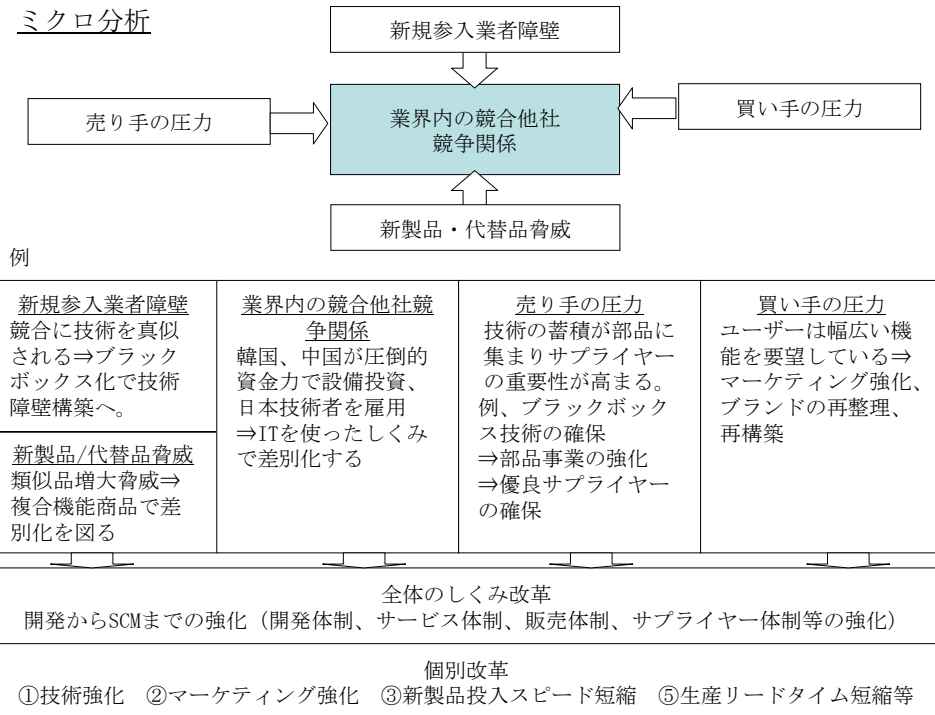 ミクロ分析
新規参入業者障壁
売り手の圧力
業界内の競合他社
競争関係
買い手の圧力
新製品・代替品脅威
例
新規参入業者障壁
競合に技術を真似
される⇒ブラック
ボックス化で技術
障壁構築へ。
新製品/代替品脅威
類似品増大脅威⇒
複合機能商品で差
別化を図る
業界内の競合他社競
争関係
韓国、中国が圧倒的
資金力で設備投資、
日本技術者を雇用
⇒ITを使ったしくみ
で差別化する
売り手の圧力
技術の蓄積が部品に
集まりサプライヤー
の重要性が高まる。
例、ブラックボック
ス技術の確保
⇒部品事業の強化
⇒優良サプライヤー
の確保
買い手の圧力
ユーザーは幅広い機
能を要望している⇒
マーケティング強化、
ブランドの再整理、
再構築
全体のしくみ改革
開発からSCMまでの強化（開発体制、サービス体制、販売体制、サプライヤー体制等の強化）
個別改革
①技術強化　②マーケティング強化　③新製品投入スピード短縮　⑤生産リードタイム短縮等